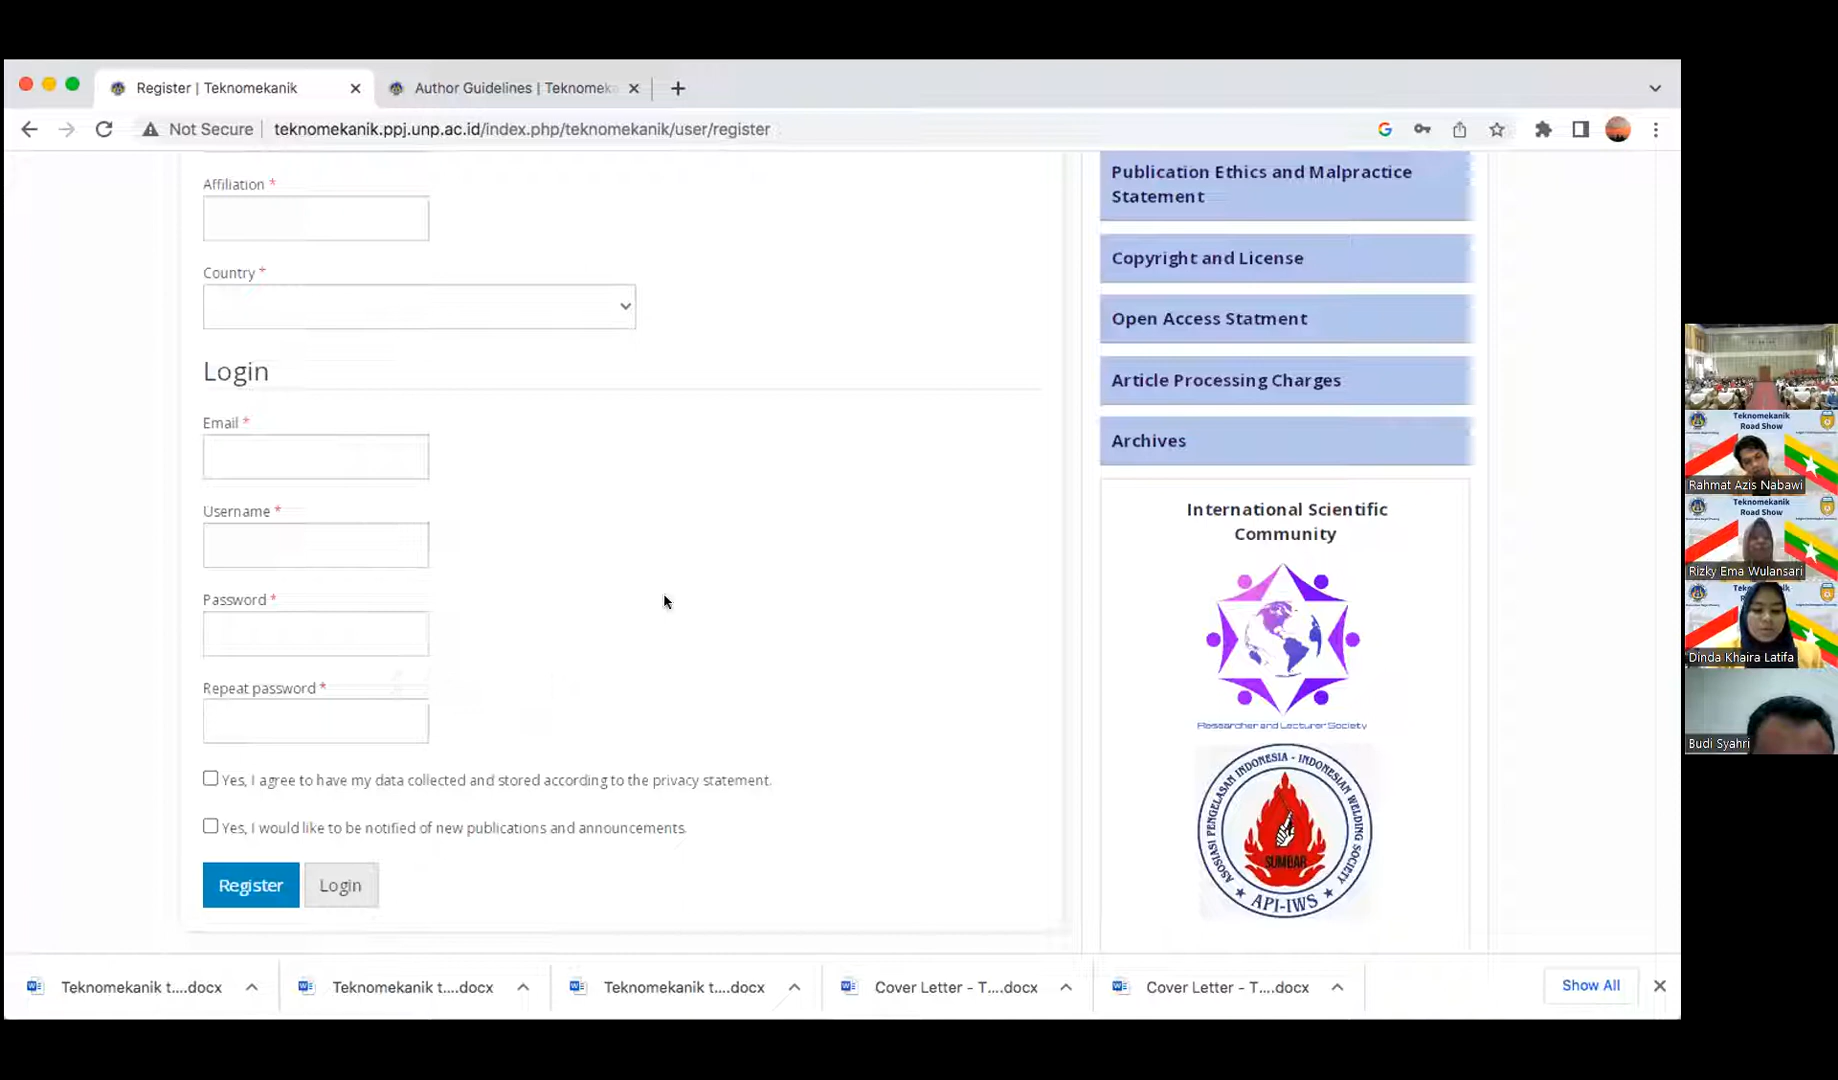 Register | Teknomekanik
Author Guidelines | Teknomek
Not Secure
teknomekanik.ppj.unp.ac.id/index.php/teknomekanik/user/register
Affiliation *
Country *
Login
Email *
Username *
Password *
Repeat password *
Yes, I agree to have my data collected and stored according to the privacy statement.
Yes, I would like to be notified of new publications and announcements.
Register
Login
Publication Ethics and Malpractice
Statement
Copyright and License
Open Access Statment
Article Processing Charges
Archives
International Scientific
Community
Researcher and Lecturer Society
ASOSIASI PENGELASAN INDONESIA - INDONESIAN WELDING SOCIETY
SUMBAR
API-IWS
Teknomekanik t....docx
Teknomekanik t....docx
Teknomekanik t....docx
Cover Letter - T....docx
Cover Letter - T....docx
Show All
Teknomekanik
Road Show
Rahmat Azis Nabawi
Teknomekanik
Road Show
Rizky Ema Wulansari
Dinda Khaira Latifa
Budi Syahri